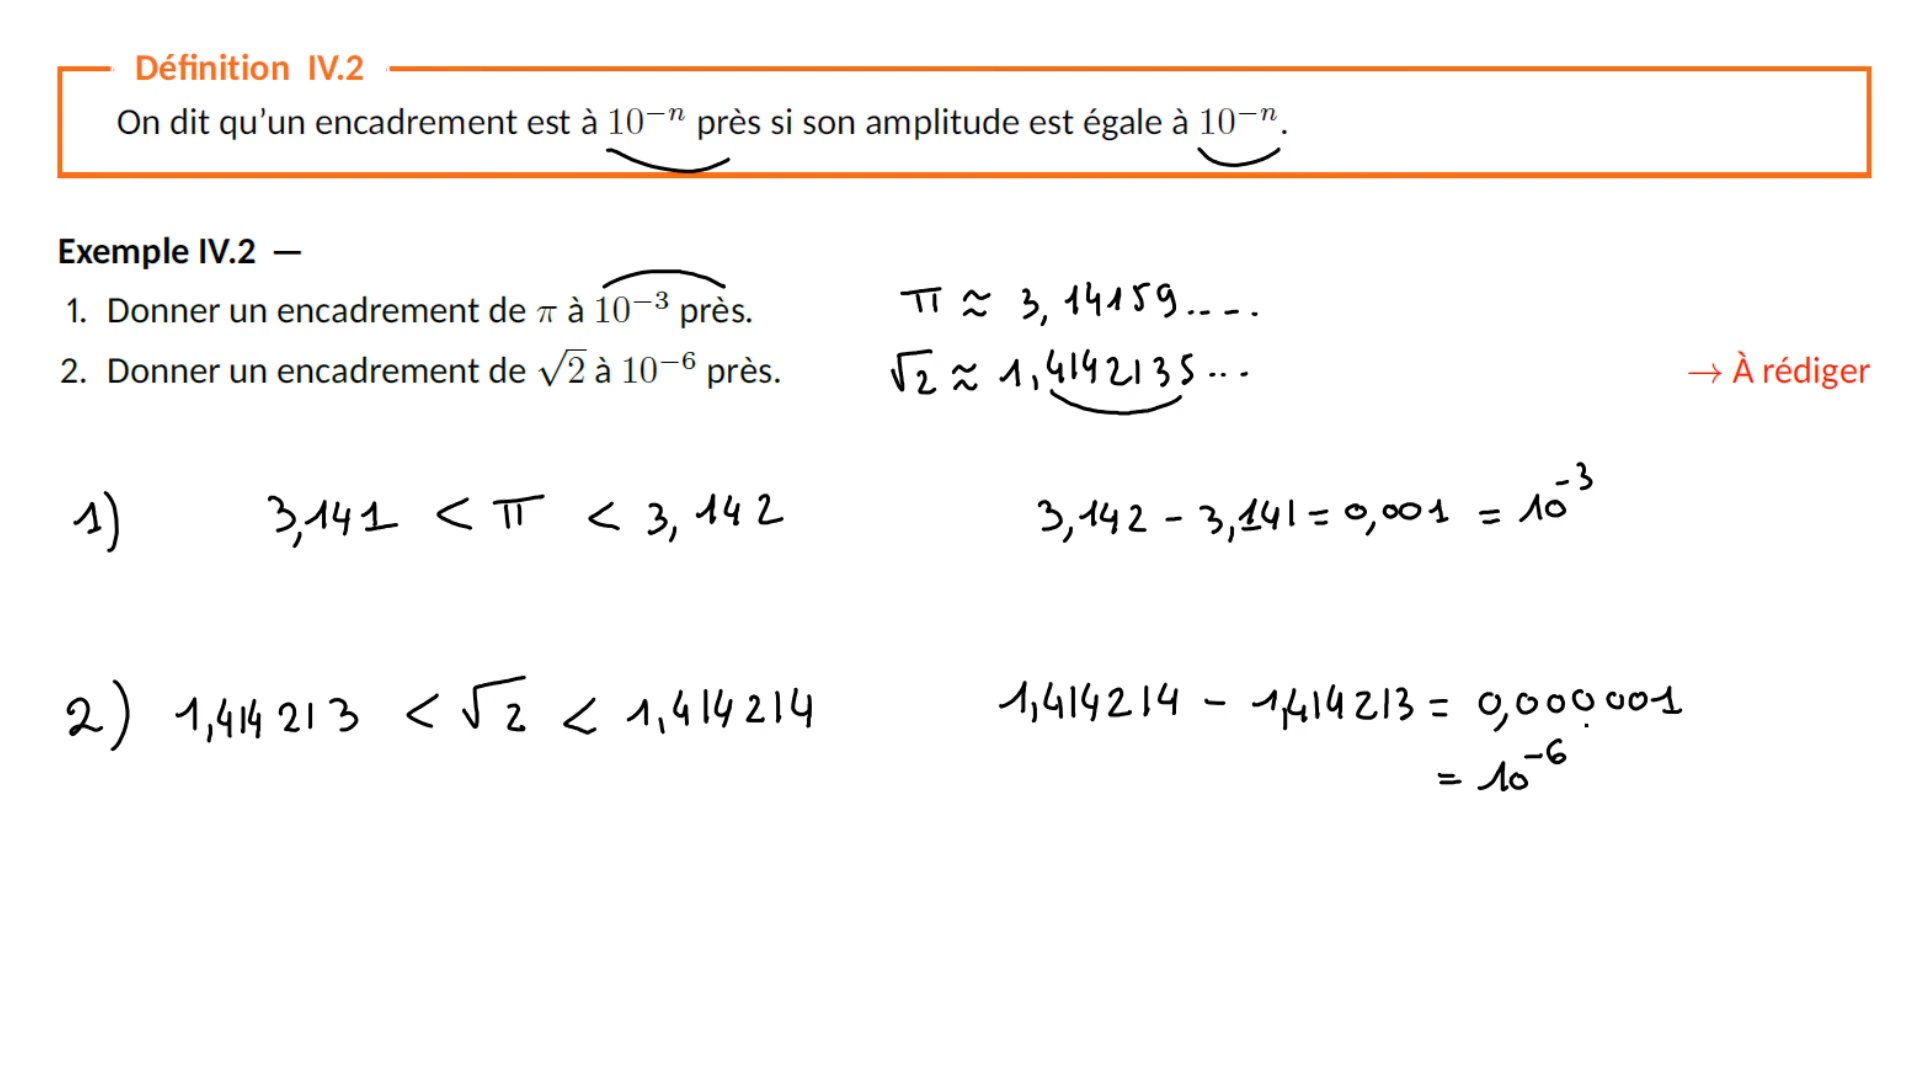 Définition IV.2
On dit qu'un encadrement est à 10⁻ⁿ près si son amplitude est égale à 10⁻ⁿ.
Exemple IV.2 —
1. Donner un encadrement de π à 10⁻³ près.
π ≈ 3,14159....
2. Donner un encadrement de √2 à 10⁻⁶ près.
√2 ≈ 1,4142135...
→ À rédiger
1) 3,141 < π < 3,142
3,142 - 3,141 = 0,001 = 10⁻³
2) 1,414213 < √2 < 1,414214
1,414214 - 1,414213 = 0,000001
= 10⁻⁶